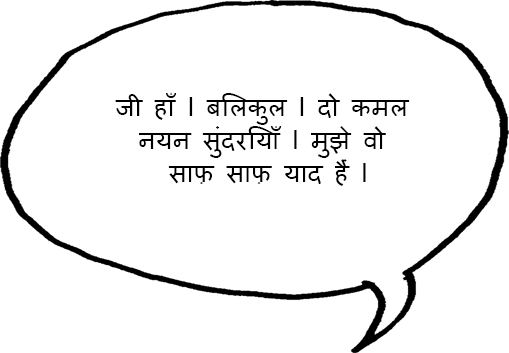 जी हाँ । बलिकुल । दो कमल
नयन सुंदरयिाँ । मुझे वो
साफ़ साफ़ याद हैं ।